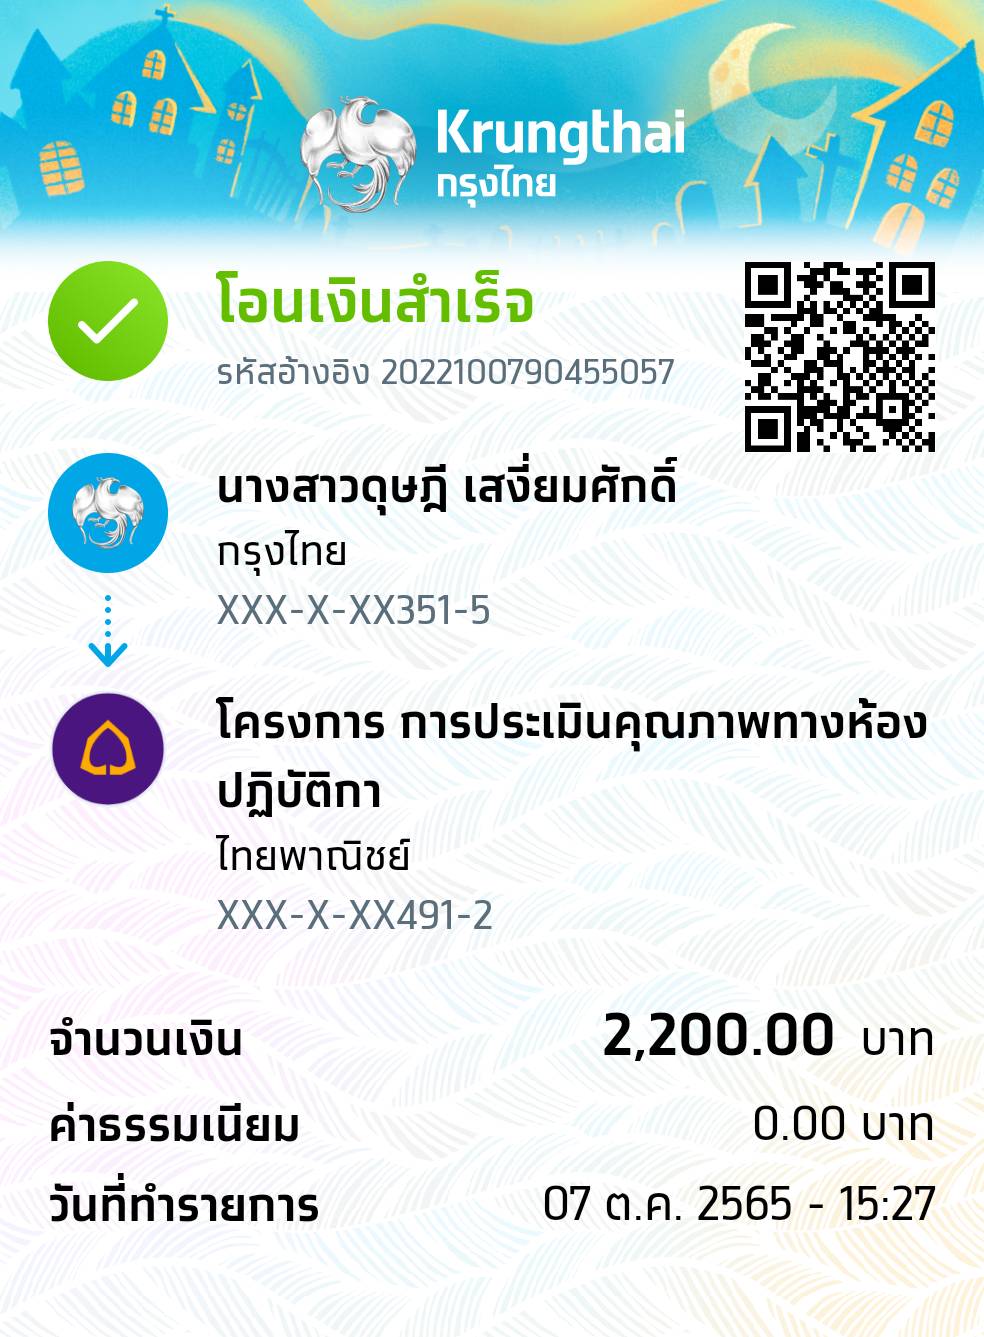 Krungthai
กรุงไทย
โอนเงินสำเร็จ
รหัสอ้างอิง 2022100790455057
นางสาวดุษฎี เสงี่ยมศักดิ์
กรุงไทย
XXX-X-XX351-5
โครงการ การประเมินคุณภาพทางห้อง
ปฏิบัติกา
ไทยพาณิชย์
XXX-X-XX491-2
จำนวนเงิน 2,200.00 บาท
ค่าธรรมเนียม 0.00 บาท
วันที่ทำรายการ 07 ต.ค. 2565 - 15:27